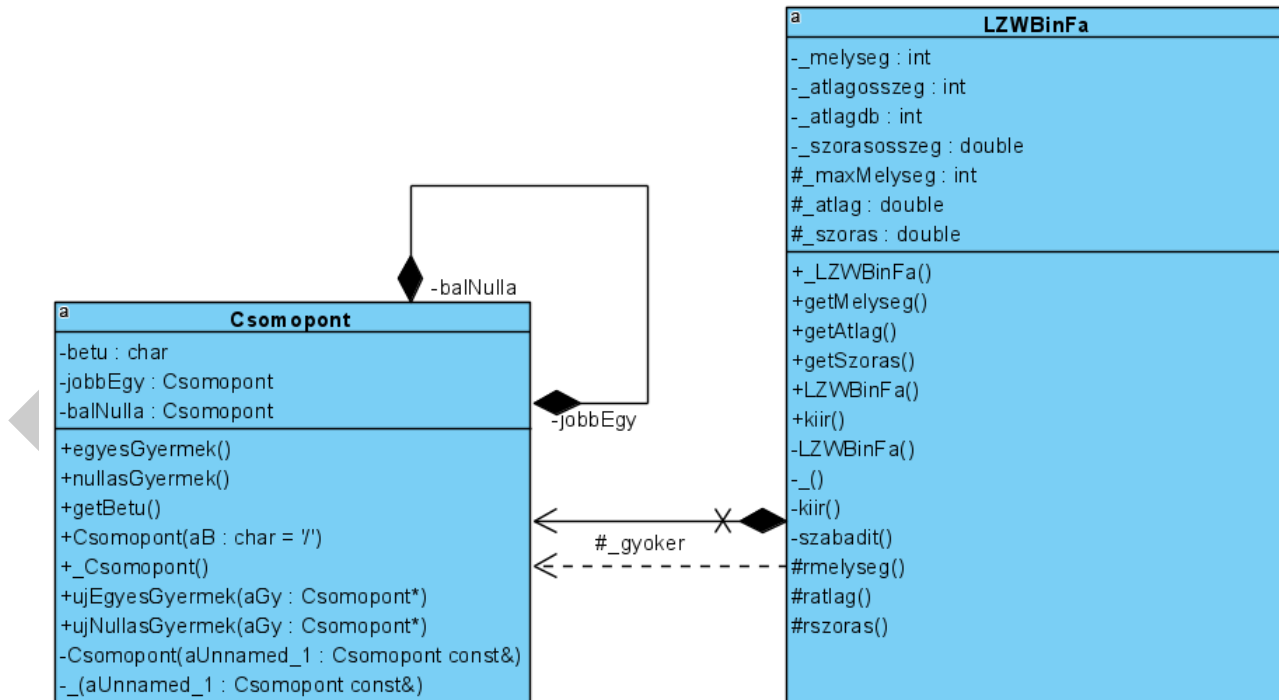 a
LZWBinFa
-_melyseg : int
-_atlagosszeg : int
-_atlagdb : int
-_szorasosszeg : double
#_maxMelyseg : int
#_atlag : double
#_szoras : double
+_LZWBinFa()
+getMelyseg()
+getAtlag()
+getSzoras()
+LZWBinFa()
+kiir()
-LZWBinFa()
-_()
-kiir()
-szabadit()
#rmelyseg()
#ratlag()
#rszoras()
-balNulla
a
Csomopont
-betu : char
-jobbEgy : Csomopont
-balNulla : Csomopont
+egyesGyermek()
+nullasGyermek()
+getBetu()
+Csomopont(aB : char = '/')
+_Csomopont()
+ujEgyesGyermek(aGy : Csomopont*)
+ujNullasGyermek(aGy : Csomopont*)
-Csomopont(aUnnamed_1 : Csomopont const&)
-_(aUnnamed_1 : Csomopont const&)
-jobbEgy
#_gyoker